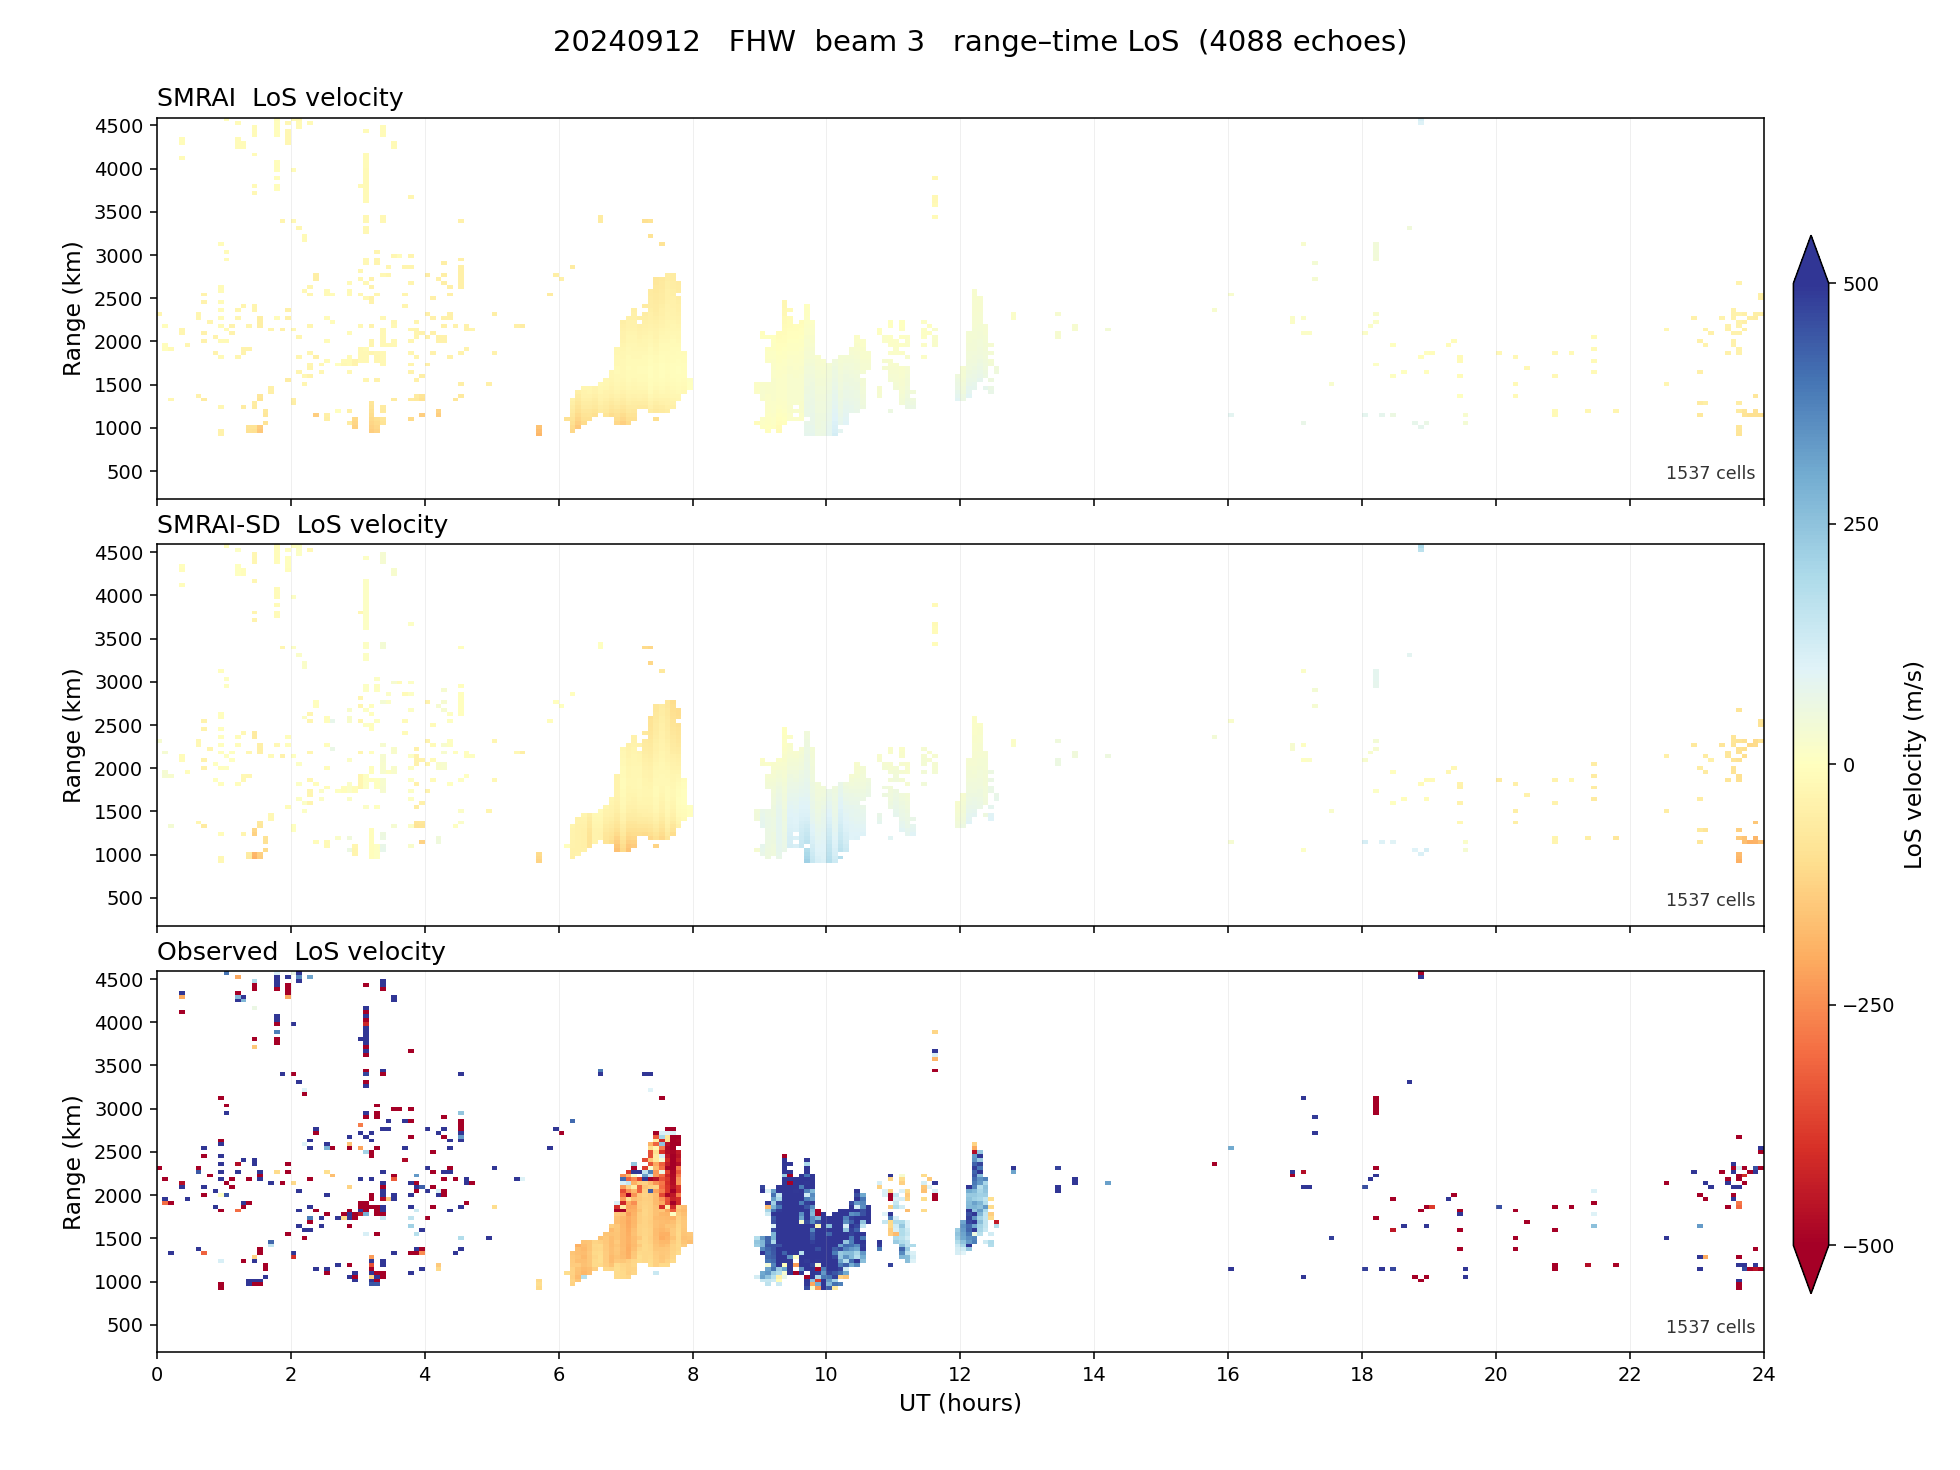 20240912   FHW  beam 3   range–time LoS  (4088 echoes)
SMRAI  LoS velocity
4500
4000
3500
3000
2500
2000
1500
1000
500
Range (km)
1537 cells
SMRAI-SD  LoS velocity
4500
4000
3500
3000
2500
2000
1500
1000
500
Range (km)
1537 cells
Observed  LoS velocity
4500
4000
3500
3000
2500
2000
1500
1000
500
Range (km)
1537 cells
0 2 4 6 8 10 12 14 16 18 20 22 24
UT (hours)
500
250
0
−250
−500
LoS velocity (m/s)